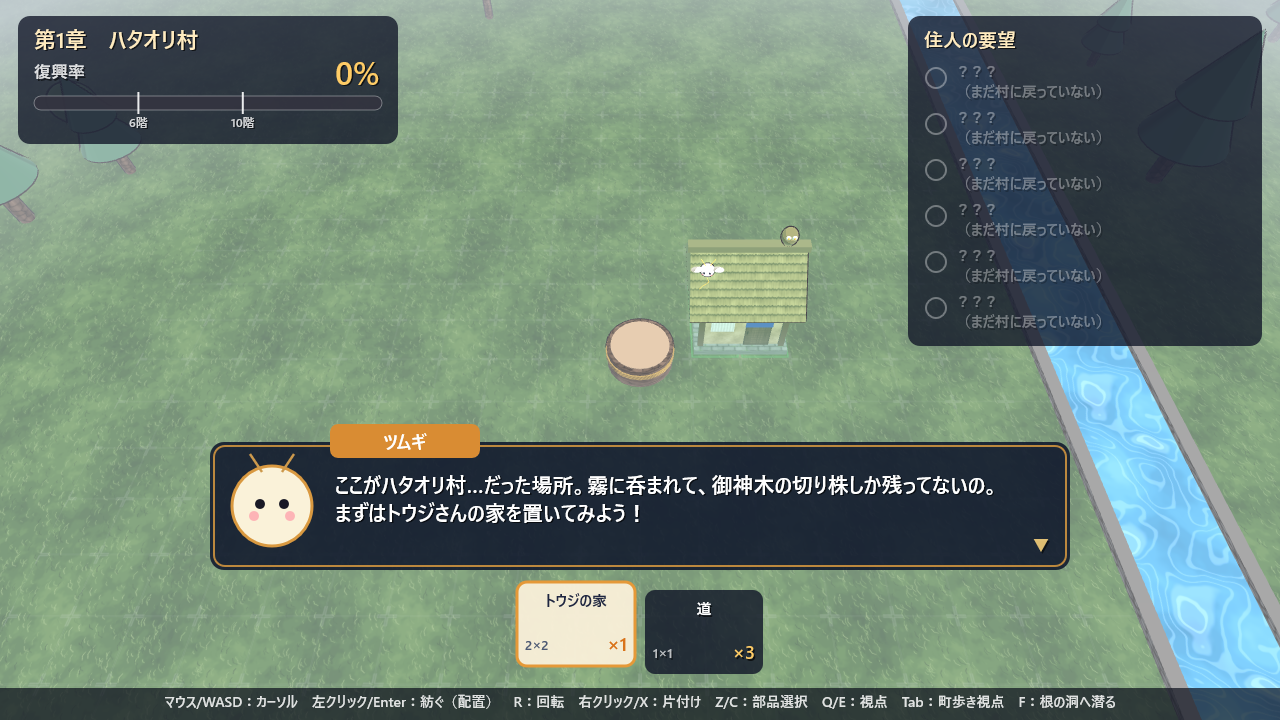 第1章　ハタオリ村
復興率
0%
6階
10階
住人の要望
？？？
（まだ村に戻っていない）
？？？
（まだ村に戻っていない）
？？？
（まだ村に戻っていない）
？？？
（まだ村に戻っていない）
？？？
（まだ村に戻っていない）
？？？
（まだ村に戻っていない）
ツムギ
ここがハタオリ村…だった場所。霧に呑まれて、御神木の切り株しか残ってないの。
まずはトウジさんの家を置いてみよう！
▼
トウジの家
2×2
×1
道
1×1
×3
マウス/WASD：カーソル　左クリック/Enter：紡ぐ（配置）　R：回転　右クリック/X：片付け　Z/C：部品選択　Q/E：視点　Tab：町歩き視点　F：根の洞へ潜る